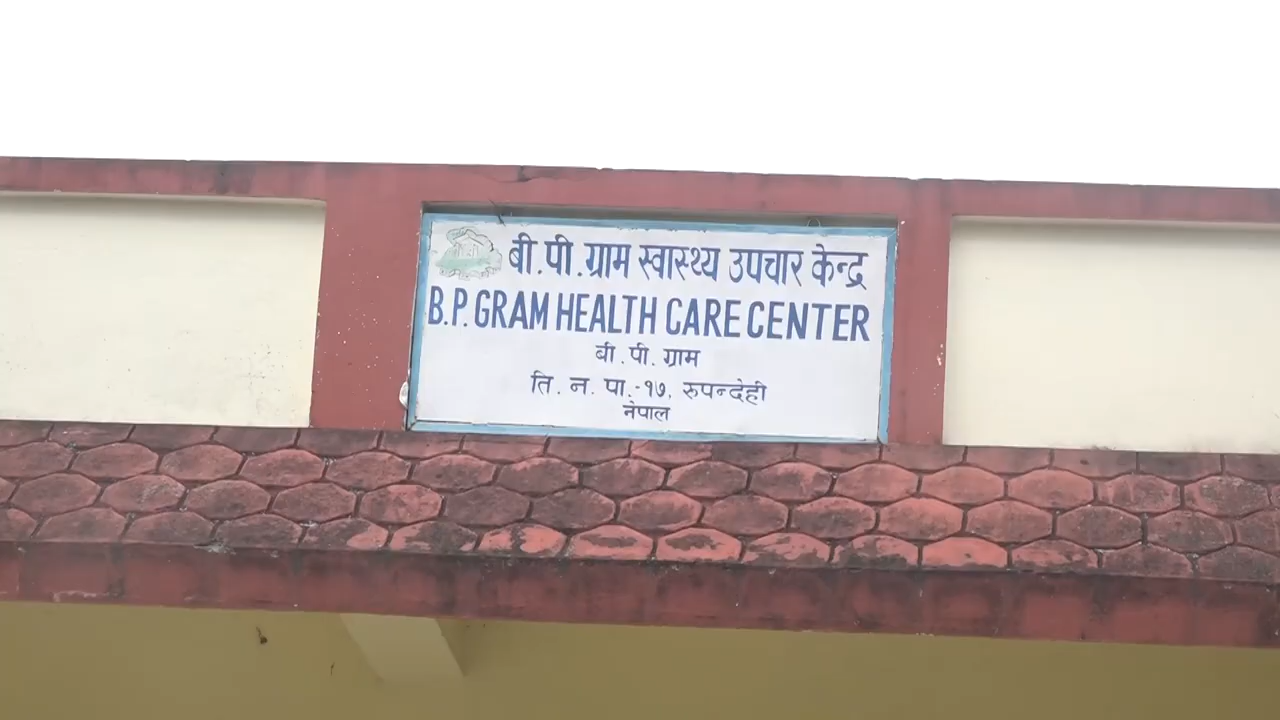 बी.पी.ग्राम स्वास्थ्य उपचार केन्द्र
B.P. GRAM HEALTH CARE CENTER
बी.पी.ग्राम
ति.न.पा.-१७, रुपन्देही
नेपाल